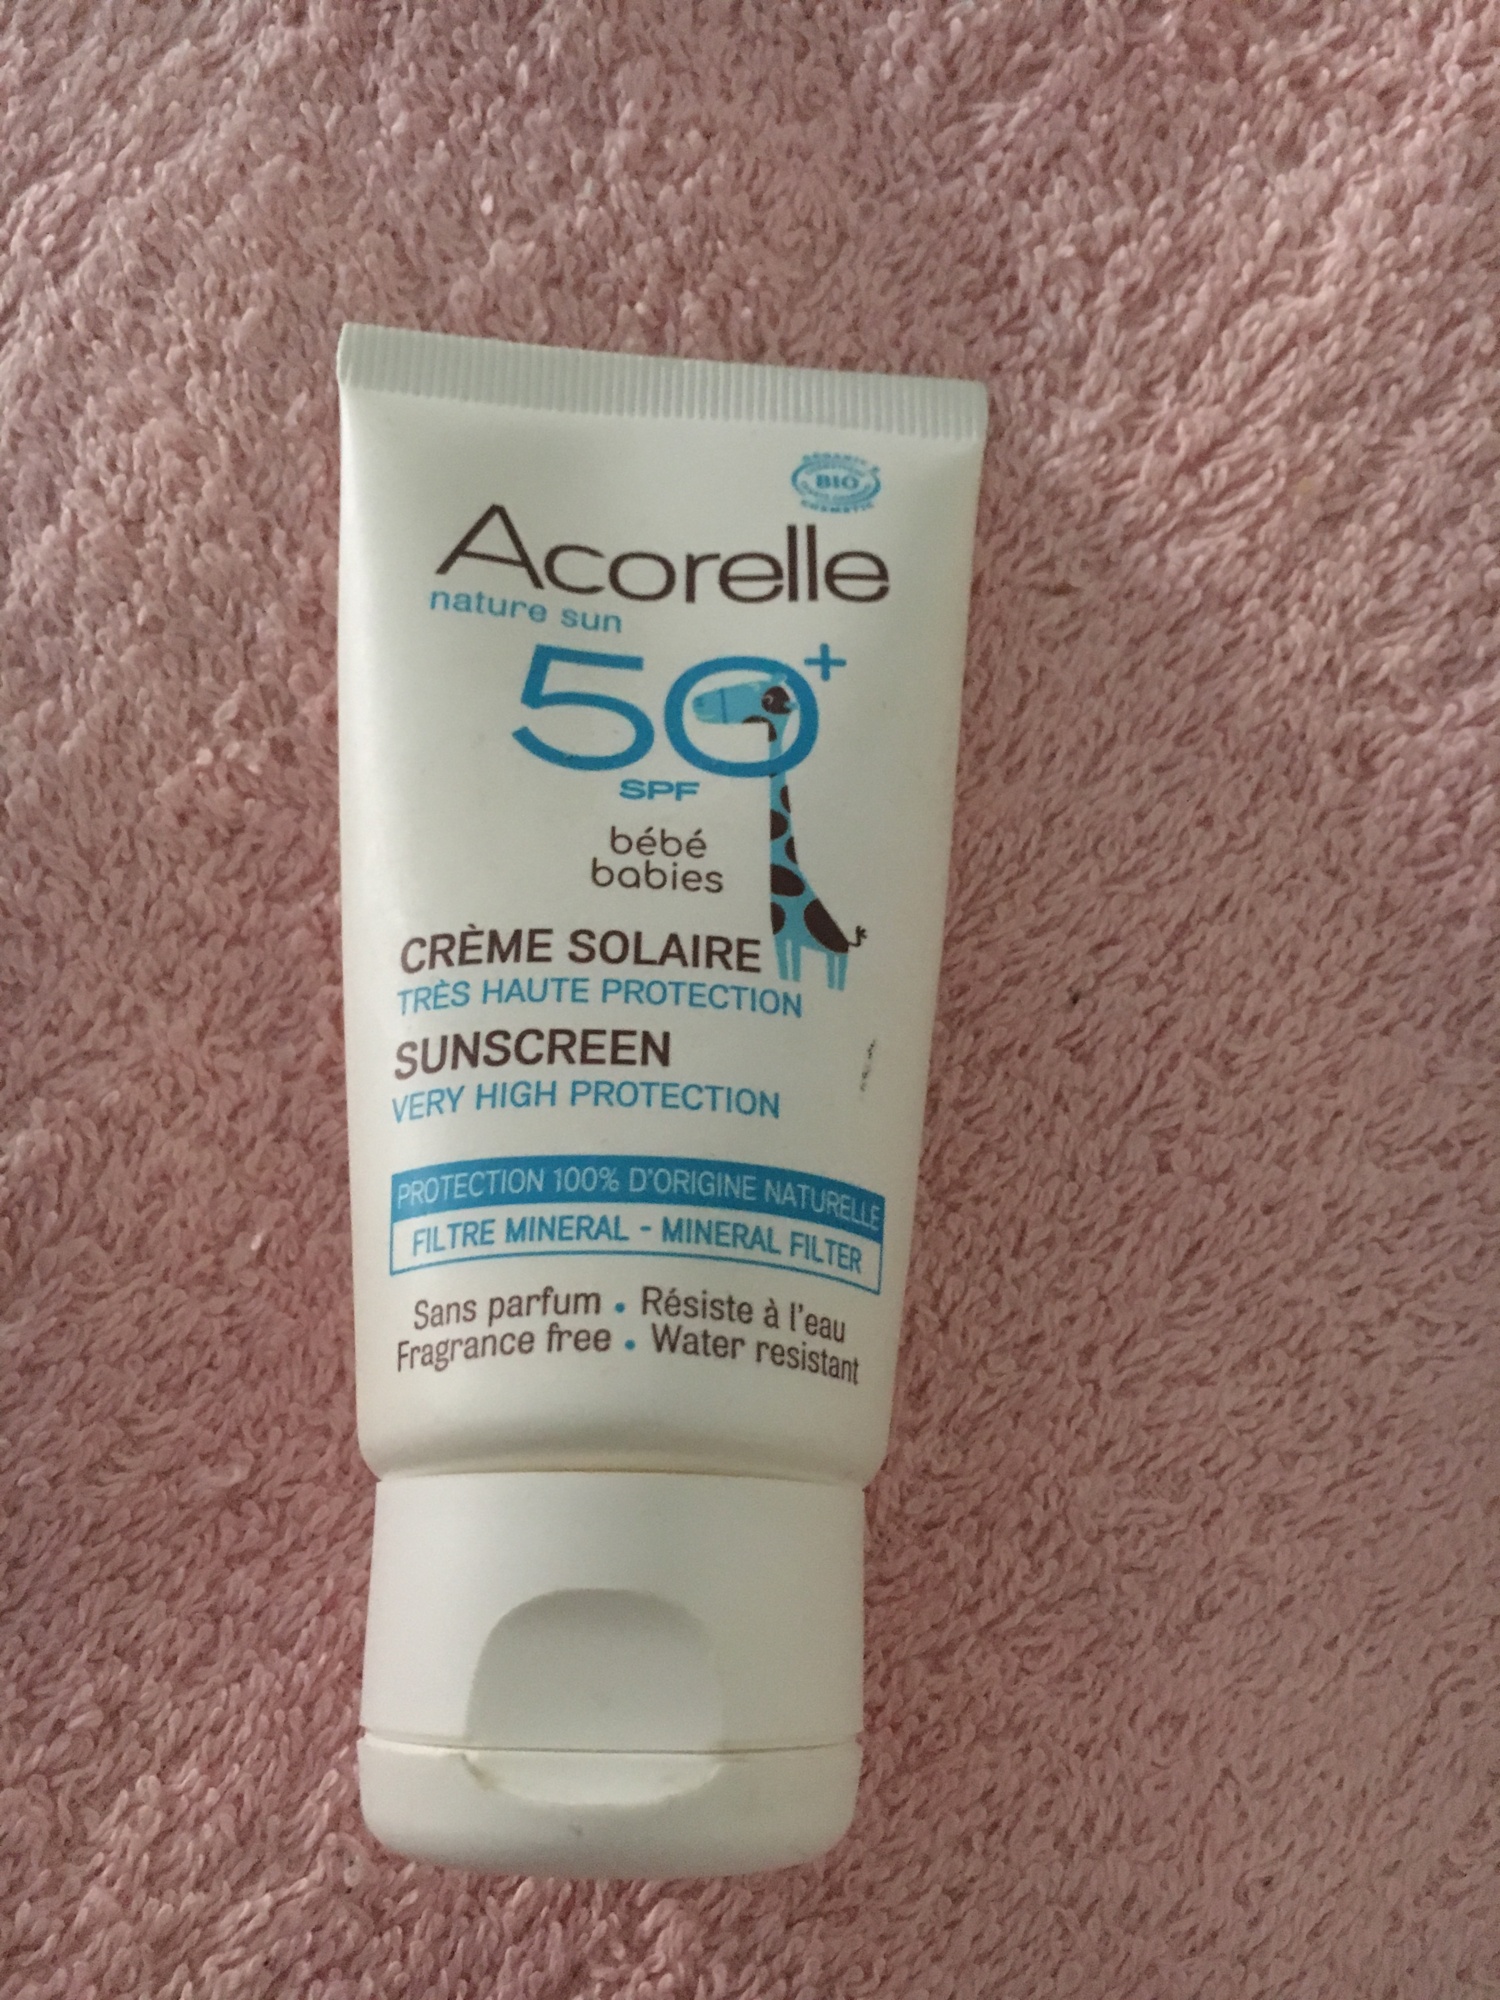 BIO
Acorelle
nature sun
50+
SPF
bébé
babies
CRÈME SOLAIRE
TRÈS HAUTE PROTECTION
SUNSCREEN
VERY HIGH PROTECTION
PROTECTION 100% D'ORIGINE NATURELLE
FILTRE MINERAL - MINERAL FILTER
Sans parfum • Résiste à l'eau
Fragrance free • Water resistant